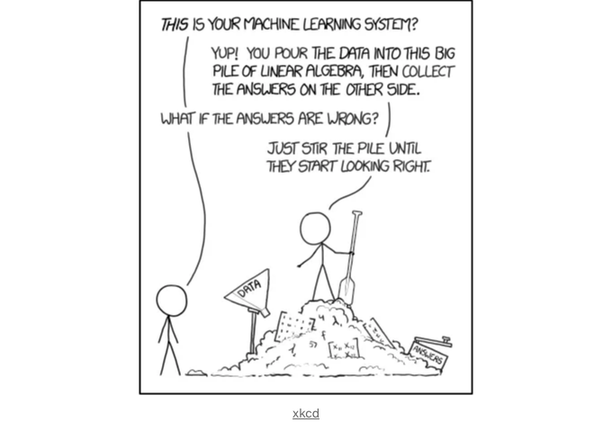 THIS IS YOUR MACHINE LEARNING SYSTEM?
YUP! YOU POUR THE DATA INTO THIS BIG
PILE OF LINEAR ALGEBRA, THEN COLLECT
THE ANSWERS ON THE OTHER SIDE.
WHAT IF THE ANSWERS ARE WRONG?
JUST STIR THE PILE UNTIL
THEY START LOOKING RIGHT.
DATA
ANSWERS
xkcd